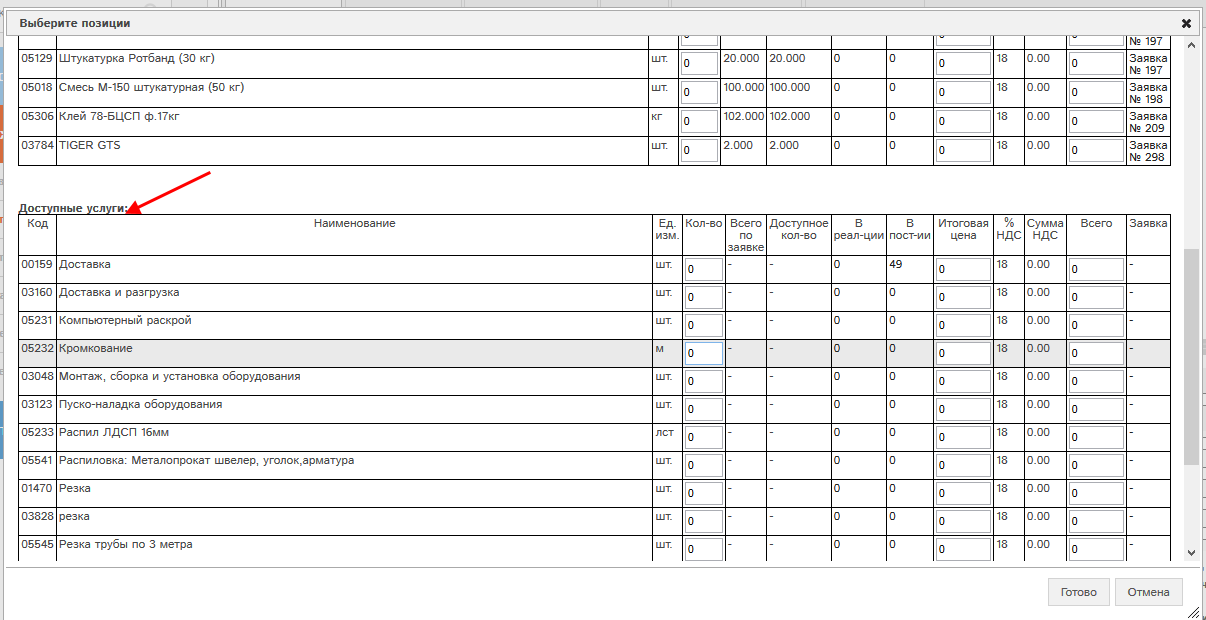 Выберите позиции
№ 197
05129 Штукатурка Ротбанд (30 кг) шт. 0 20.000 20.000 0 0 0 18 0.00 0 Заявка № 197
05018 Смесь М-150 штукатурная (50 кг) шт. 0 100.000 100.000 0 0 0 18 0.00 0 Заявка № 198
05306 Клей 78-БЦСП ф.17кг кг 0 102.000 102.000 0 0 0 18 0.00 0 Заявка № 209
03784 TIGER GTS шт. 0 2.000 2.000 0 0 0 18 0.00 0 Заявка № 298
Доступные услуги:
Код Наименование Ед. изм. Кол-во Всего по заявке Доступное кол-во В реал-ции В пост-ии Итоговая цена % НДС Сумма НДС Всего Заявка
00159 Доставка шт. 0 - - 0 49 0 18 0.00 0 -
03160 Доставка и разгрузка шт. 0 - - 0 0 0 18 0.00 0 -
05231 Компьютерный раскрой шт. 0 - - 0 0 0 18 0.00 0 -
05232 Кромкование м 0 - - 0 0 0 18 0.00 0 -
03048 Монтаж, сборка и установка оборудования шт. 0 - - 0 0 0 18 0.00 0 -
03123 Пуско-наладка оборудования шт. 0 - - 0 0 0 18 0.00 0 -
05233 Распил ЛДСП 16мм лст 0 - - 0 0 0 18 0.00 0 -
05541 Распиловка: Металопрокат швелер, уголок,арматура шт. 0 - - 0 0 0 18 0.00 0 -
01470 Резка шт. 0 - - 0 0 0 18 0.00 0 -
03828 резка шт. 0 - - 0 0 0 18 0.00 0 -
05545 Резка трубы по 3 метра шт. 0 - - 0 0 0 18 0.00 0 -
Готово Отмена